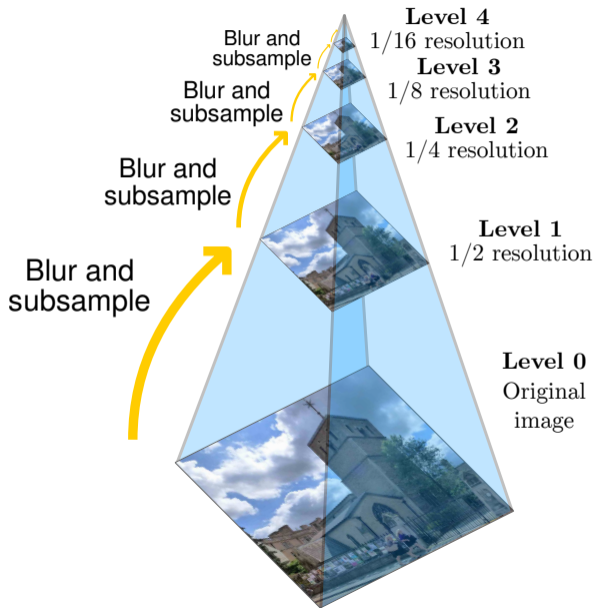 Level 4
1/16 resolution
Blur and
subsample
Level 3
1/8 resolution
Blur and
subsample
Level 2
1/4 resolution
Blur and
subsample
Level 1
1/2 resolution
Blur and
subsample
Level 0
Original
image